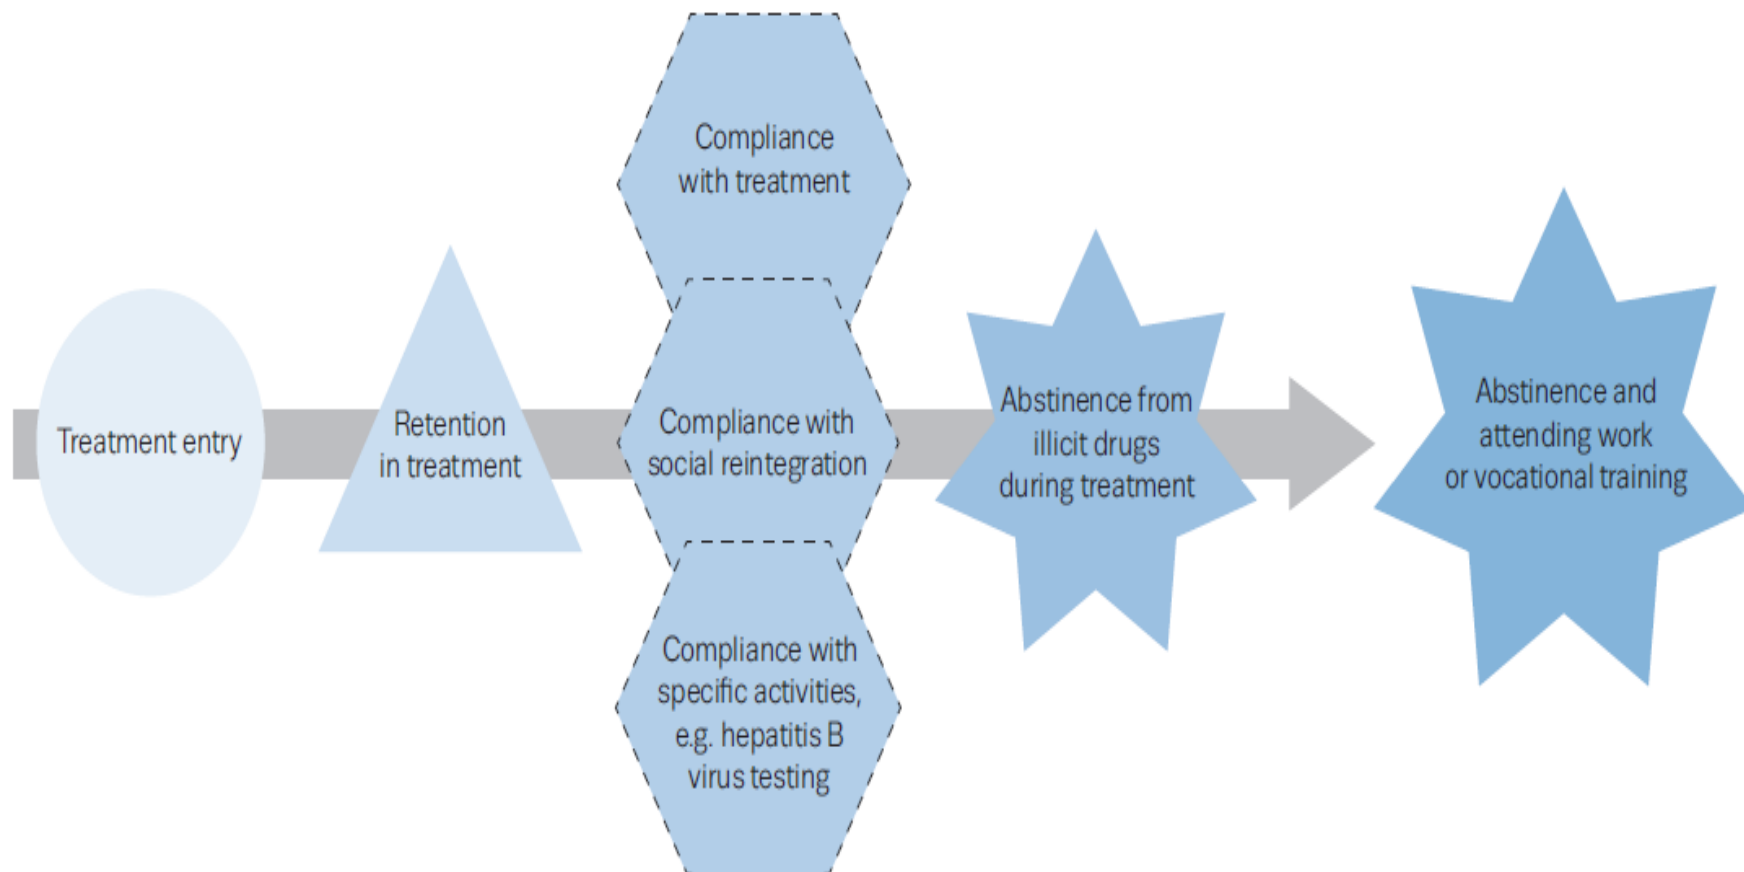 Treatment entry
Retention
in treatment
Compliance
with treatment
Compliance with
social reintegration
Compliance with
specific activities,
e.g. hepatitis B
virus testing
Abstinence from
illicit drugs
during treatment
Abstinence and
attending work
or vocational training